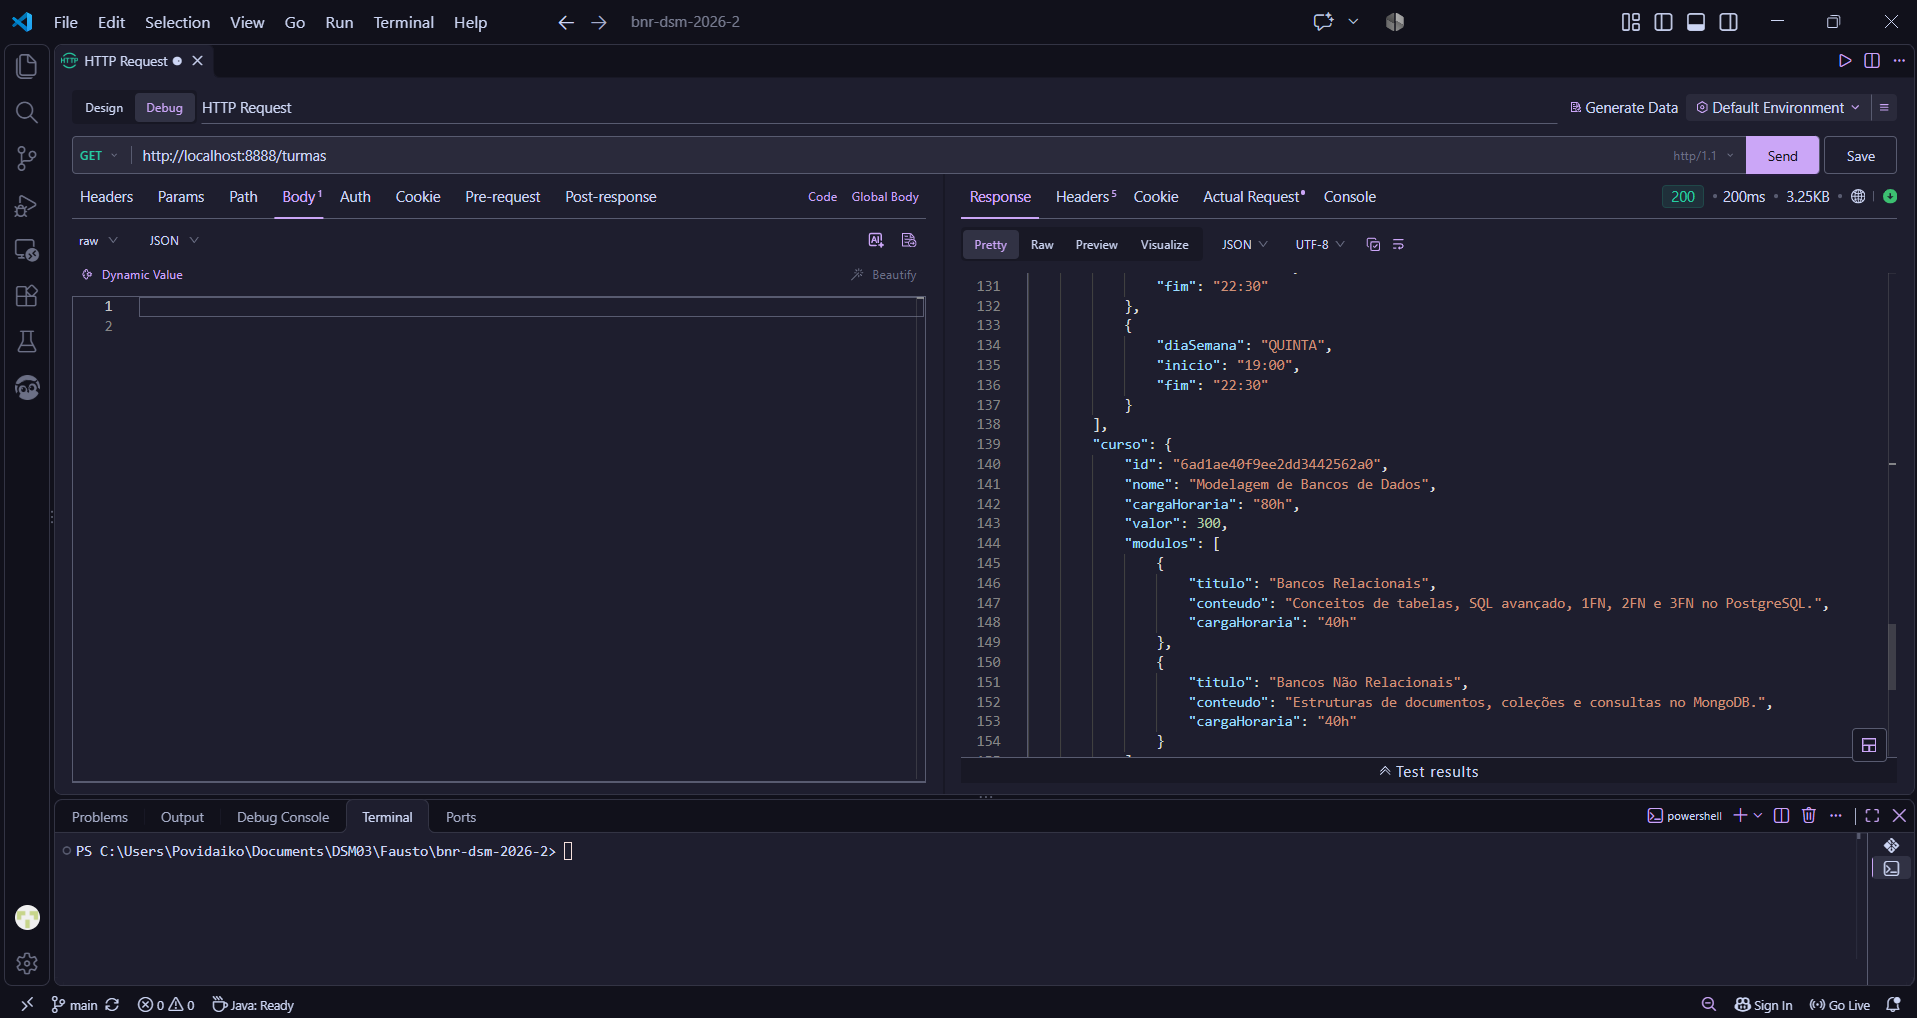 File Edit Selection View Go Run Terminal Help bnr-dsm-2026-2
HTTP Request
Design Debug HTTP Request Generate Data Default Environment
GET http://localhost:8888/turmas http/1.1 Send Save
Headers Params Path Body 1 Auth Cookie Pre-request Post-response Code Global Body
raw JSON
Dynamic Value Beautify
1
2
Response Headers 5 Cookie Actual Request Console 200 200ms 3.25KB
Pretty Raw Preview Visualize JSON UTF-8
131 "fim": "22:30"
132 },
133 {
134 "diaSemana": "QUINTA",
135 "inicio": "19:00",
136 "fim": "22:30"
137 }
138 ],
139 "curso": {
140 "id": "6ad1ae40f9ee2dd3442562a0",
141 "nome": "Modelagem de Bancos de Dados",
142 "cargaHoraria": "80h",
143 "valor": 300,
144 "modulos": [
145 {
146 "titulo": "Bancos Relacionais",
147 "conteudo": "Conceitos de tabelas, SQL avançado, 1FN, 2FN e 3FN no PostgreSQL.",
148 "cargaHoraria": "40h"
149 },
150 {
151 "titulo": "Bancos Não Relacionais",
152 "conteudo": "Estruturas de documentos, coleções e consultas no MongoDB.",
153 "cargaHoraria": "40h"
154 }
Test results
Problems Output Debug Console Terminal Ports powershell
PS C:\Users\Povidaiko\Documents\DSM03\Fausto\bnr-dsm-2026-2>
main 0 0 Java: Ready Sign In Go Live